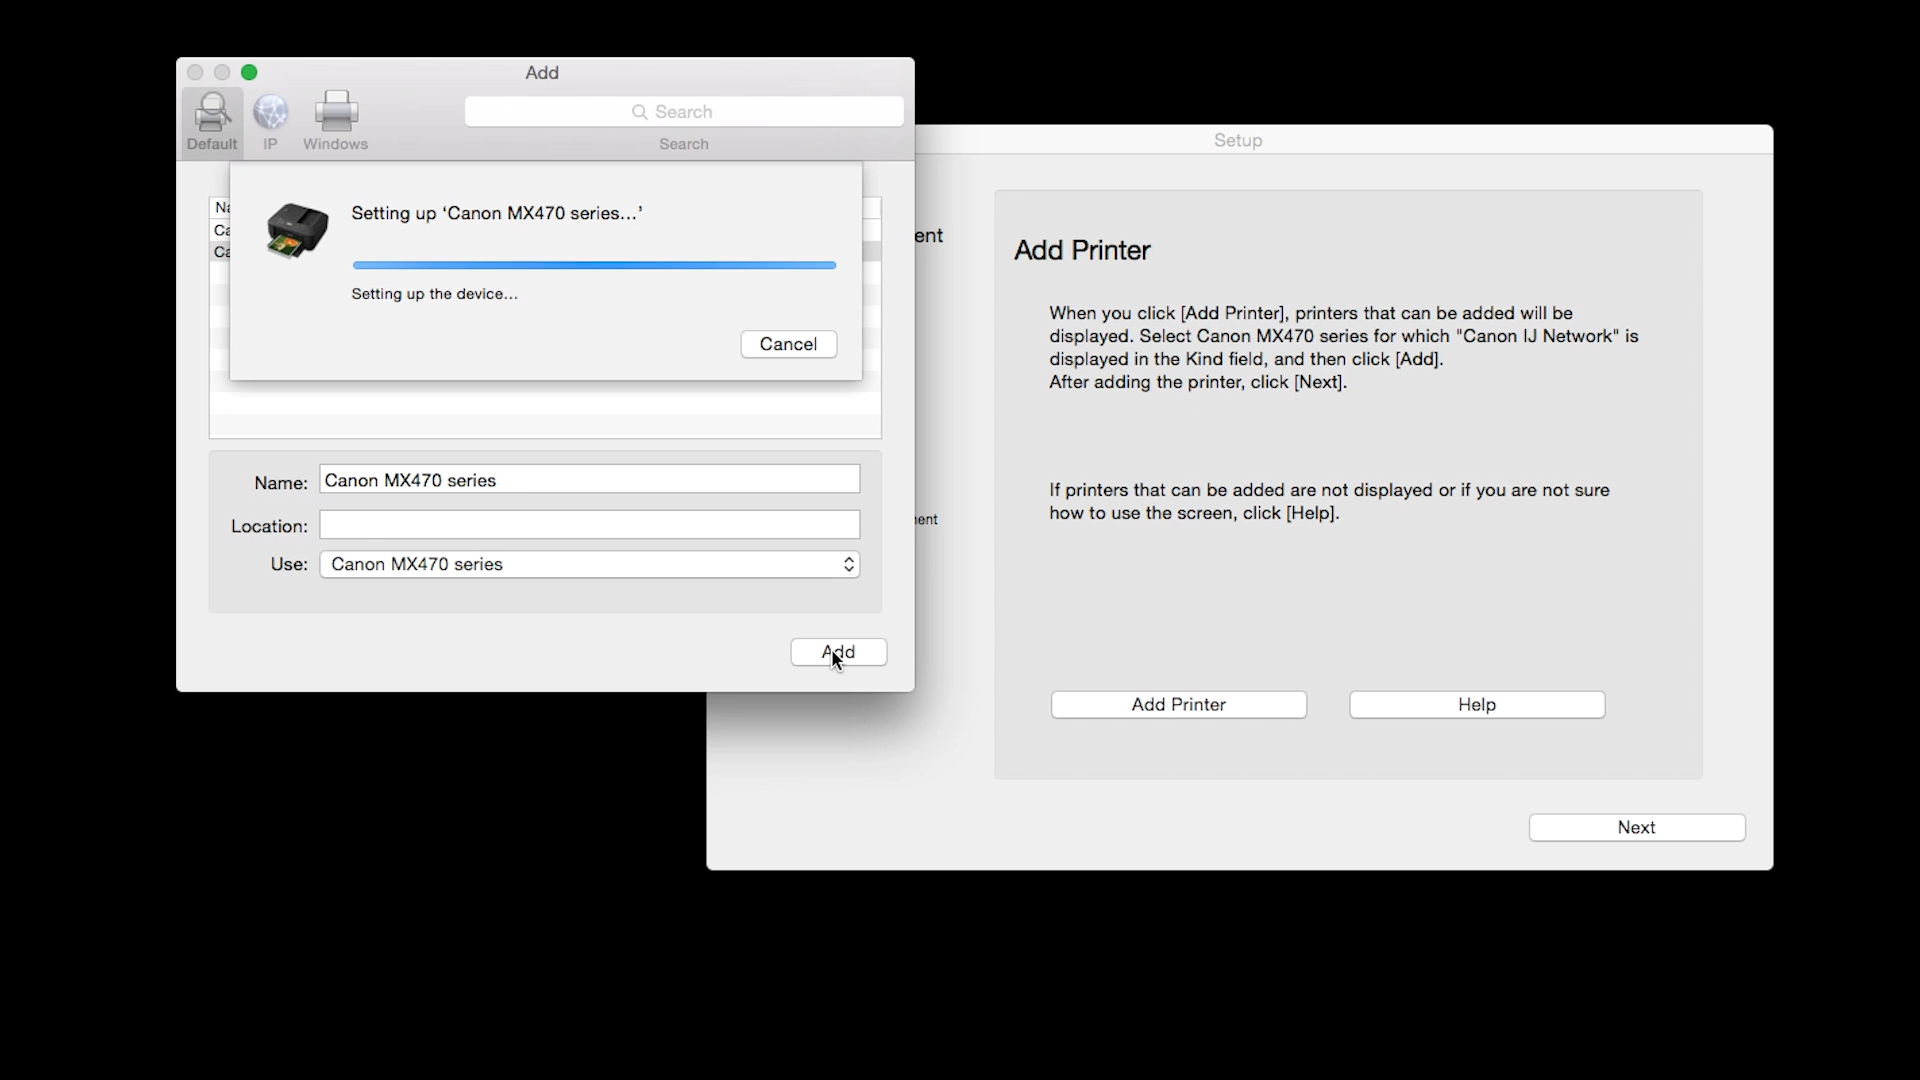 Add
Search
Default
IP
Windows
Search
Setting up ‘Canon MX470 series...’
Setting up the device...
Cancel
Name:
Canon MX470 series
Location:
Use:
Canon MX470 series
Add
Setup
Add Printer
When you click [Add Printer], printers that can be added will be
displayed. Select Canon MX470 series for which "Canon IJ Network" is
displayed in the Kind field, and then click [Add].
After adding the printer, click [Next].
If printers that can be added are not displayed or if you are not sure
how to use the screen, click [Help].
Add Printer
Help
Next